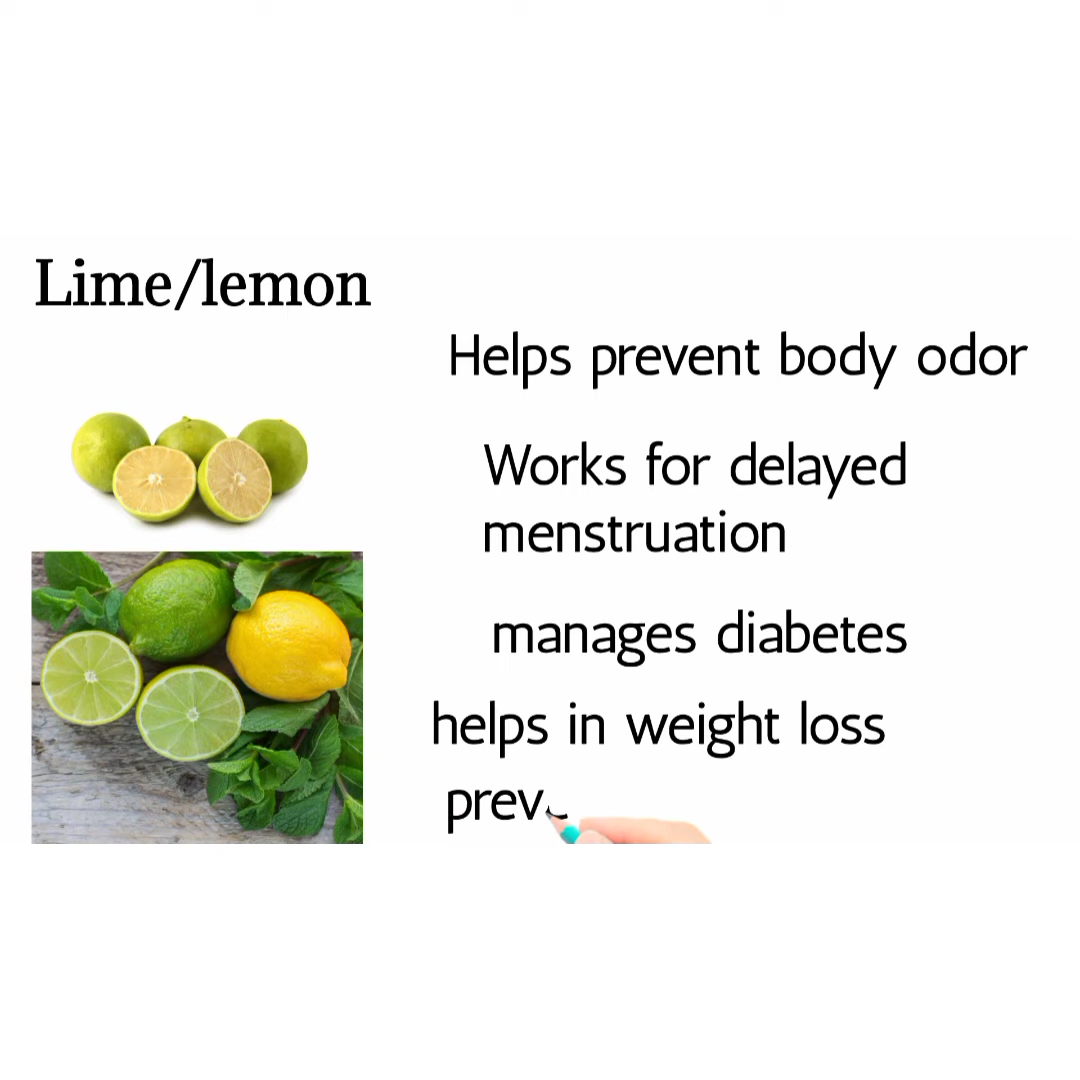 Lime/lemon
Helps prevent body odor
Works for delayed
menstruation
manages diabetes
helps in weight loss